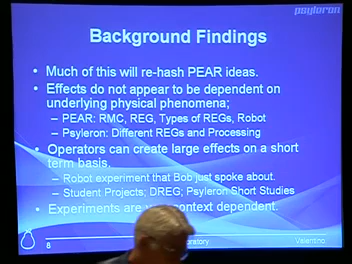 psyleron
Background Findings
• Much of this will re-hash PEAR ideas.
• Effects do not appear to be dependent on
underlying physical phenomena;
– PEAR: RMC, REG, Types of REGs, Robot
– Psyleron: Different REGs and Processing
• Operators can create large effects on a short
term basis.
– Robot experiment that Bob just spoke about.
– Student Projects; DREG; Psyleron Short Studies
• Experiments are context dependent.
8 Valentino,